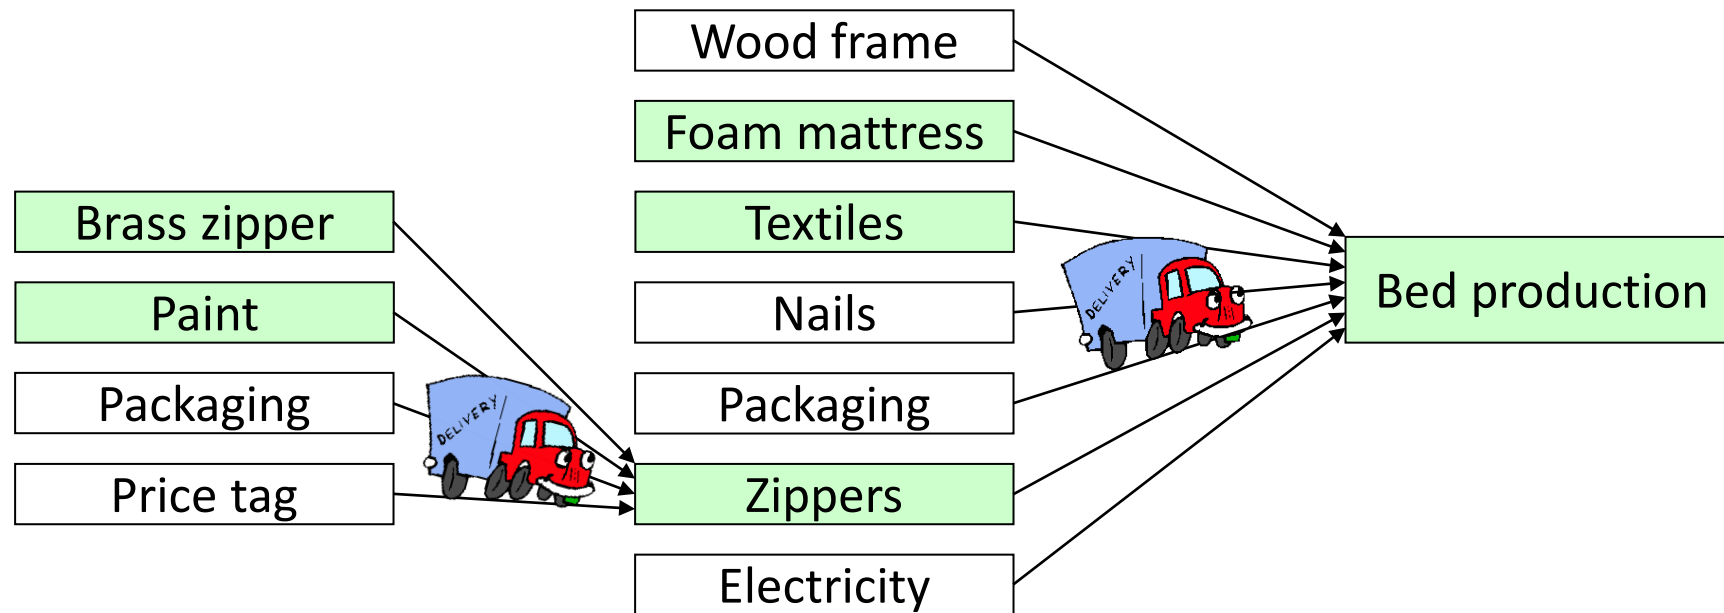 Wood frame
Foam mattress
Brass zipper
Textiles
Paint
Nails
DELIVERY
Bed production
Packaging
DELIVERY
Packaging
Price tag
Zippers
Electricity